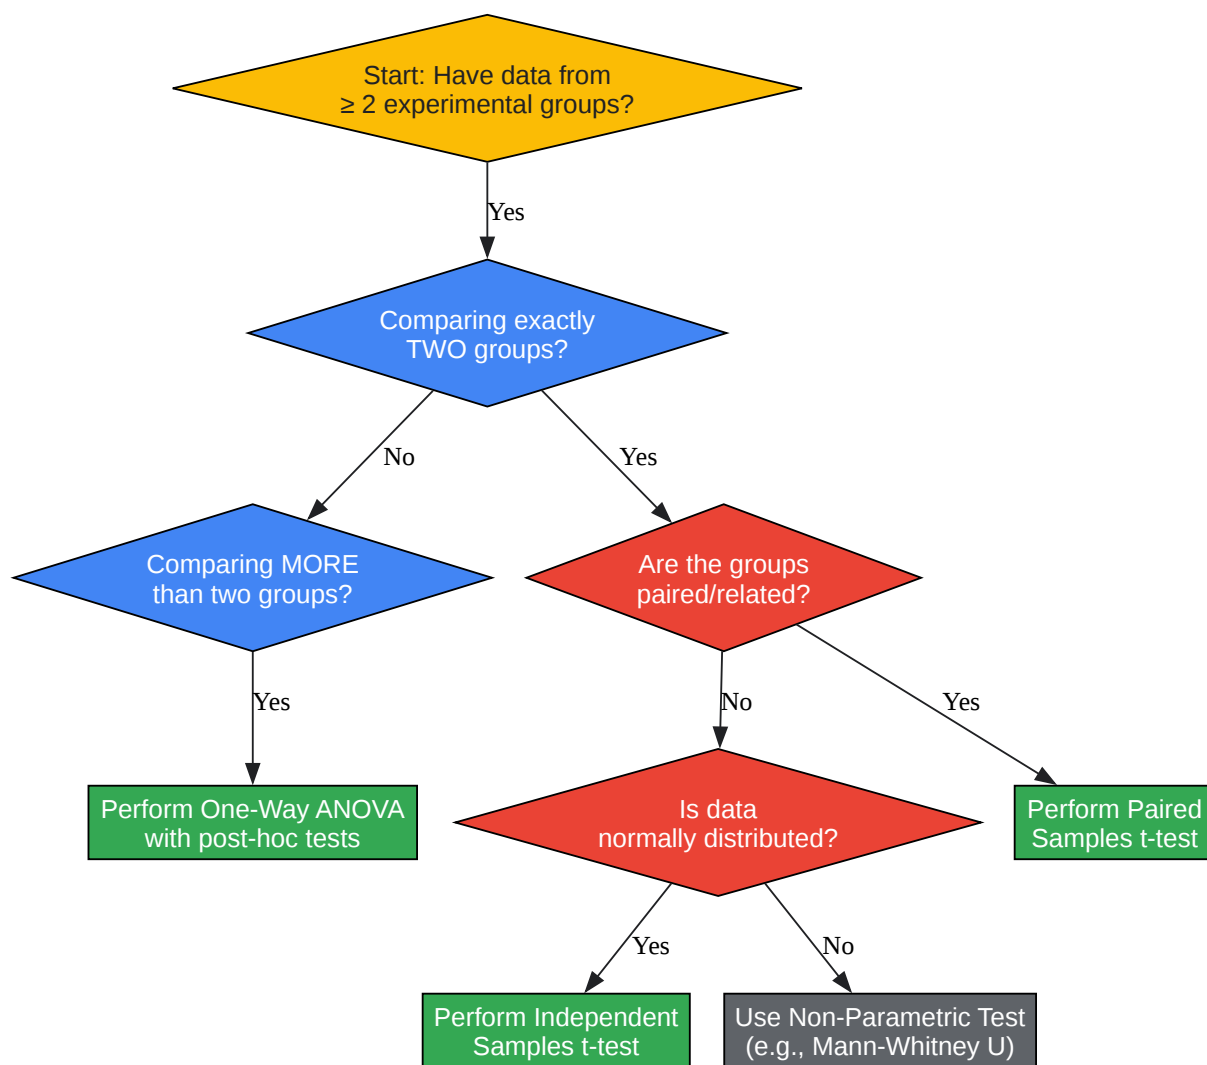 Start: Have data from
≥ 2 experimental groups?
Yes
Comparing exactly
TWO groups?
No
Yes
Comparing MORE
than two groups?
Are the groups
paired/related?
Yes
No
Yes
Perform One-Way ANOVA
with post-hoc tests
Is data
normally distributed?
Perform Paired
Samples t-test
Yes
No
Perform Independent
Samples t-test
Use Non-Parametric Test
(e.g., Mann-Whitney U)